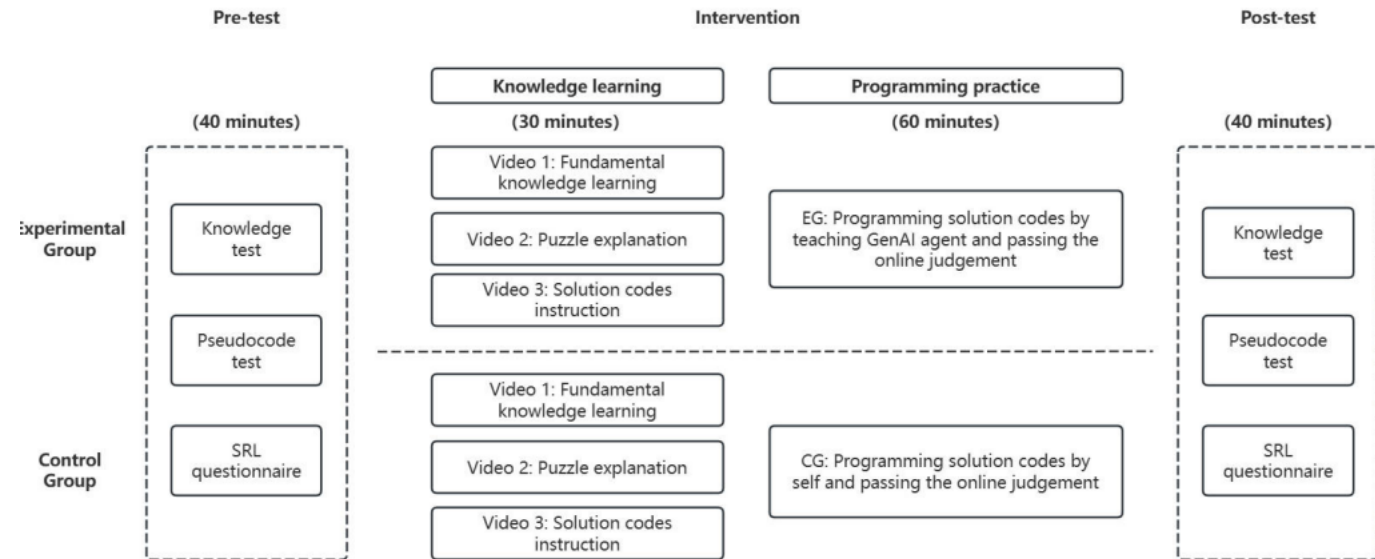 Pre-test
Intervention
Post-test
Knowledge learning
Programming practice
(40 minutes)
(30 minutes)
(60 minutes)
(40 minutes)
Experimental
Group
Knowledge
test
Pseudocode
test
SRL
questionnaire
Video 1: Fundamental
knowledge learning
Video 2: Puzzle explanation
Video 3: Solution codes
instruction
EG: Programming solution codes by
teaching GenAI agent and passing the
online judgement
Knowledge
test
Pseudocode
test
SRL
questionnaire
Control
Group
Video 1: Fundamental
knowledge learning
Video 2: Puzzle explanation
Video 3: Solution codes
instruction
CG: Programming solution codes by
self and passing the online judgement